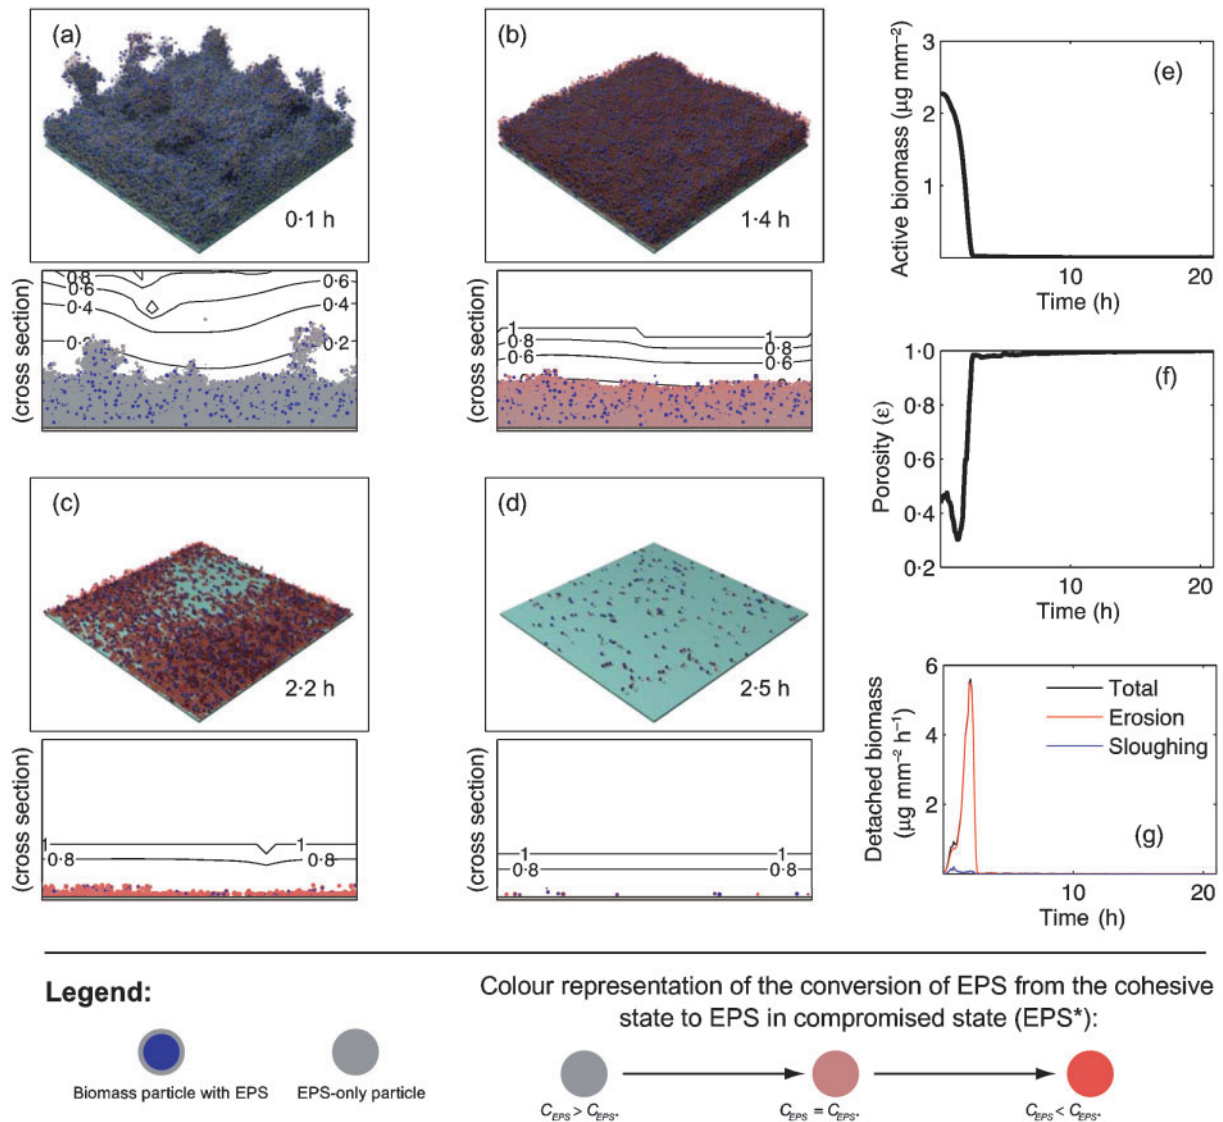 (a)
0·1 h
(cross section)
0·8
0·6
0·4
0·2
0·6
0·4
0·2
(b)
1·4 h
(cross section)
1
0·8
0·6
1
0·8
0·6
(c)
2·2 h
(cross section)
1
0·8
1
0·8
(d)
2·5 h
(cross section)
1
0·8
1
0·8
(e)
Active biomass (μg mm⁻²)
3
2
1
10
20
Time (h)
(f)
Porosity (ε)
1·0
0·8
0·6
0·4
0·2
10
20
Time (h)
(g)
Detached biomass
(μg mm⁻² h⁻¹)
6
4
2
Total
Erosion
Sloughing
10
20
Time (h)
Legend:
Biomass particle with EPS
EPS-only particle
Colour representation of the conversion of EPS from the cohesive
state to EPS in compromised state (EPS*):
C_EPS > C_EPS*
C_EPS = C_EPS*
C_EPS < C_EPS*